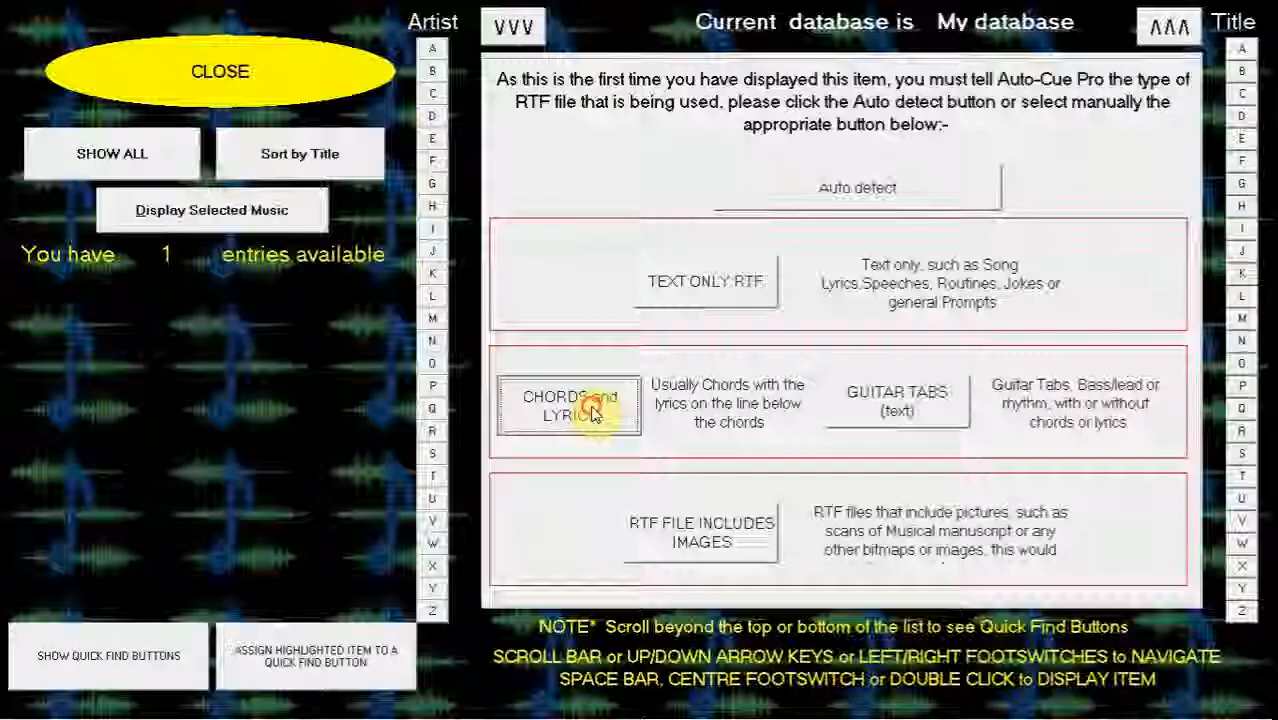 Artist
VVV
Current database is My database
ΛΛΛ
Title
CLOSE
SHOW ALL
Sort by Title
Display Selected Music
You have 1 entries available
A
B
C
D
E
F
G
H
I
J
K
L
M
N
O
P
Q
R
S
T
U
V
W
X
Y
Z
As this is the first time you have displayed this item, you must tell Auto-Cue Pro the type of
RTF file that is being used, please click the Auto detect button or select manually the
appropriate button below:-
Auto detect
TEXT ONLY RTF
Text only, such as Song
Lyrics,Speeches, Routines, Jokes or
general Prompts
CHORDS and
LYRICS
Usually Chords with the
lyrics on the line below
the chords
GUITAR TABS
(text)
Guitar Tabs, Bass/lead or
rhythm, with or without
chords or lyrics
RTF FILE INCLUDES
IMAGES
RTF files that include pictures, such as
scans of Musical manuscript or any
other bitmaps or images, this would
A
B
C
D
E
F
G
H
I
J
K
L
M
N
O
P
Q
R
S
T
U
V
W
X
Y
Z
SHOW QUICK FIND BUTTONS
ASSIGN HIGHLIGHTED ITEM TO A
QUICK FIND BUTTON
NOTE* Scroll beyond the top or bottom of the list to see Quick Find Buttons
SCROLL BAR or UP/DOWN ARROW KEYS or LEFT/RIGHT FOOTSWITCHES to NAVIGATE
SPACE BAR, CENTRE FOOTSWITCH or DOUBLE CLICK to DISPLAY ITEM